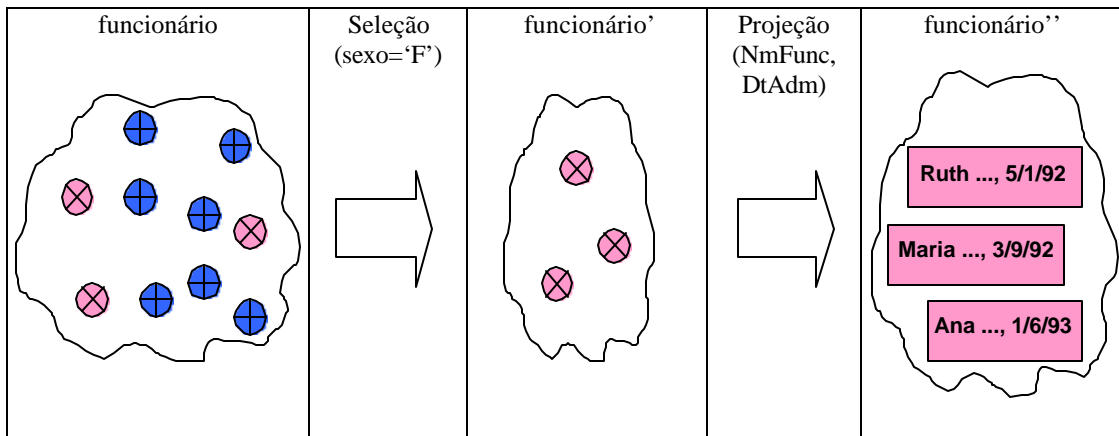 funcionário
Seleção
(sexo=‘F’)
funcionário'
Projeção
(NmFunc,
DtAdm)
funcionário''
Ruth ..., 5/1/92
Maria ..., 3/9/92
Ana ..., 1/6/93